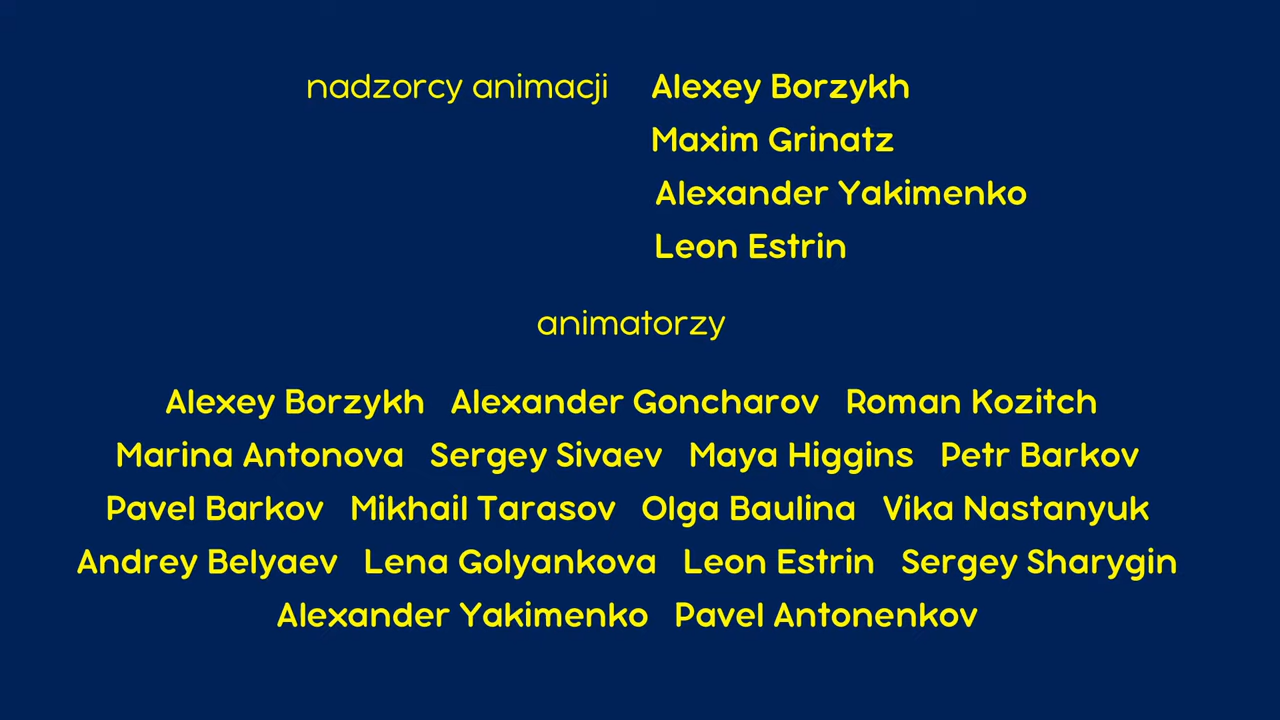 nadzorcy animacji Alexey Borzykh
Maxim Grinatz
Alexander Yakimenko
Leon Estrin
animatorzy
Alexey Borzykh Alexander Goncharov Roman Kozitch
Marina Antonova Sergey Sivaev Maya Higgins Petr Barkov
Pavel Barkov Mikhail Tarasov Olga Baulina Vika Nastanyuk
Andrey Belyaev Lena Golyankova Leon Estrin Sergey Sharygin
Alexander Yakimenko Pavel Antonenkov